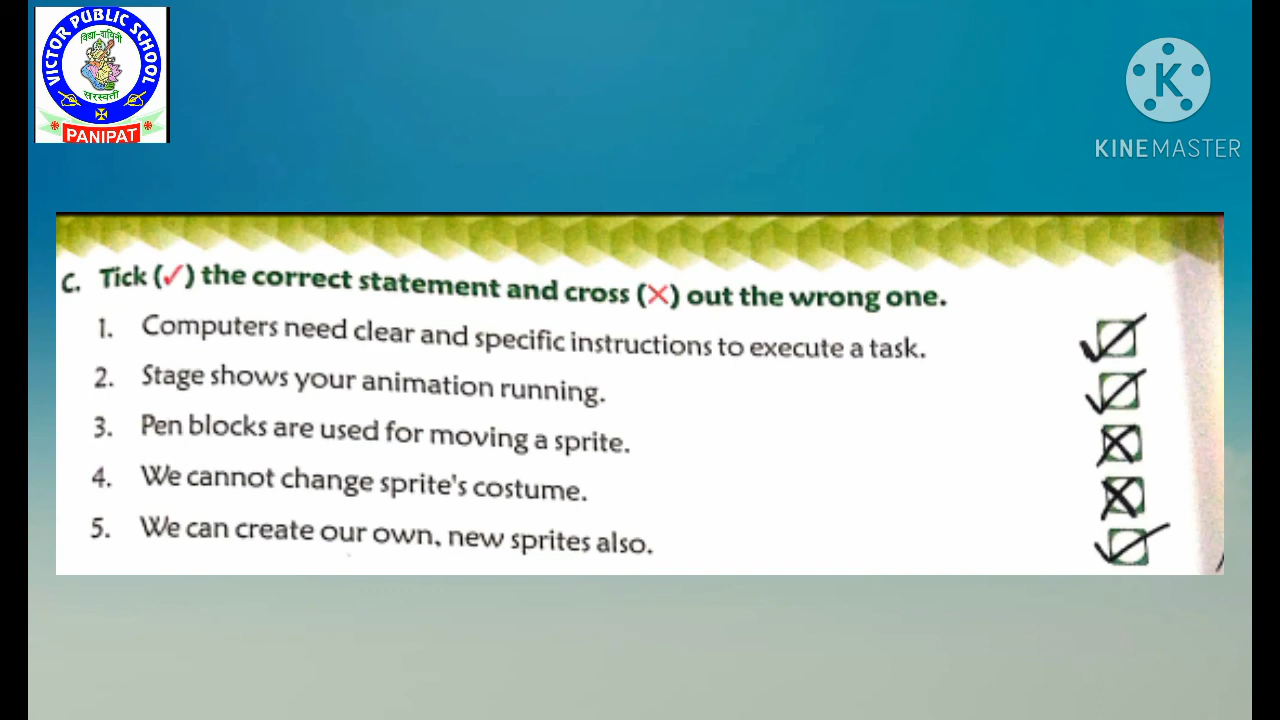 VICTOR PUBLIC SCHOOL
विद्या-दायिनी
सरस्वती
PANIPAT
K
KINEMASTER
C. Tick (✓) the correct statement and cross (✗) out the wrong one.
1. Computers need clear and specific instructions to execute a task. ✓
2. Stage shows your animation running. ✓
3. Pen blocks are used for moving a sprite. ✗
4. We cannot change sprite's costume. ✗
5. We can create our own, new sprites also. ✓